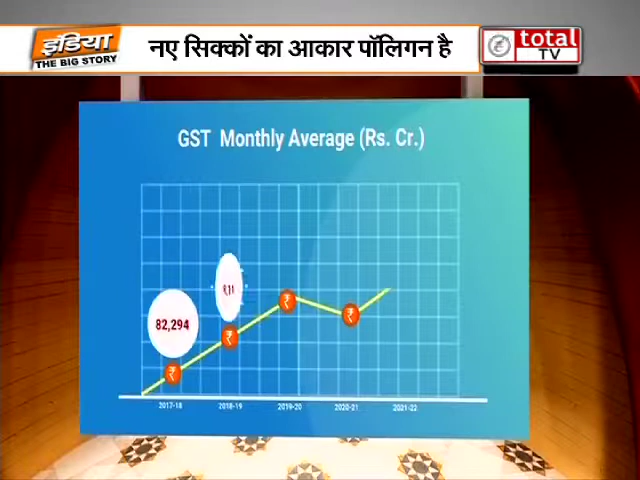 इंडिया
THE BIG STORY
नए सिक्कों का आकार पॉलिगन है
total
TV
GST Monthly Average (Rs. Cr.)
82,294
2017-18
2018-19
2019-20
2020-21
2021-22